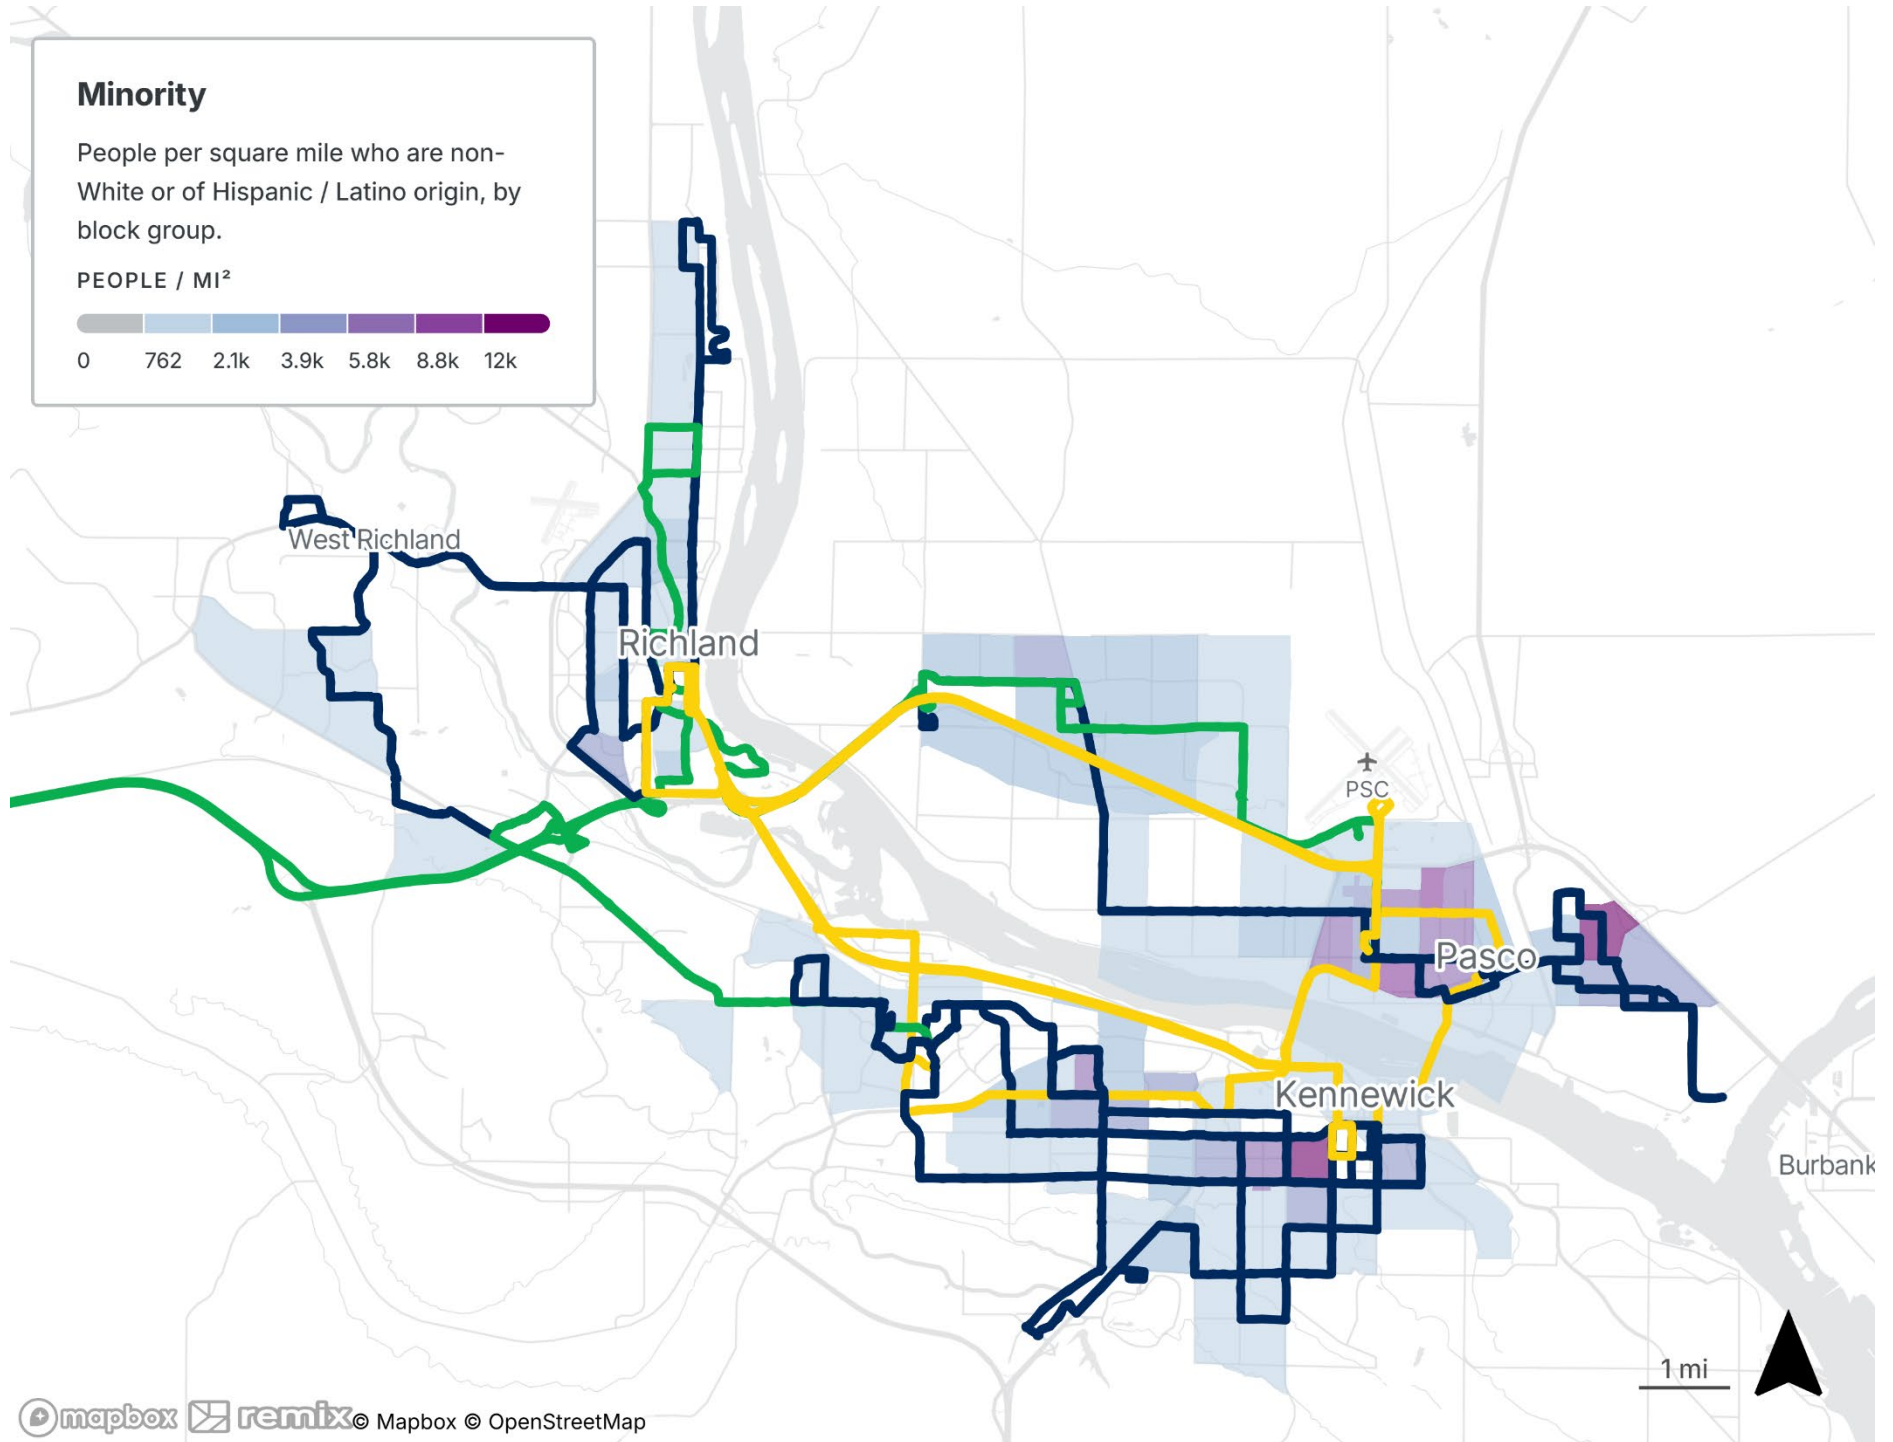 Minority
People per square mile who are non-
White or of Hispanic / Latino origin, by
block group.
PEOPLE / MI²
0 762 2.1k 3.9k 5.8k 8.8k 12k
West Richland
Richland
PSC
Pasco
Kennewick
Burbank
1 mi
mapbox remix © Mapbox © OpenStreetMap